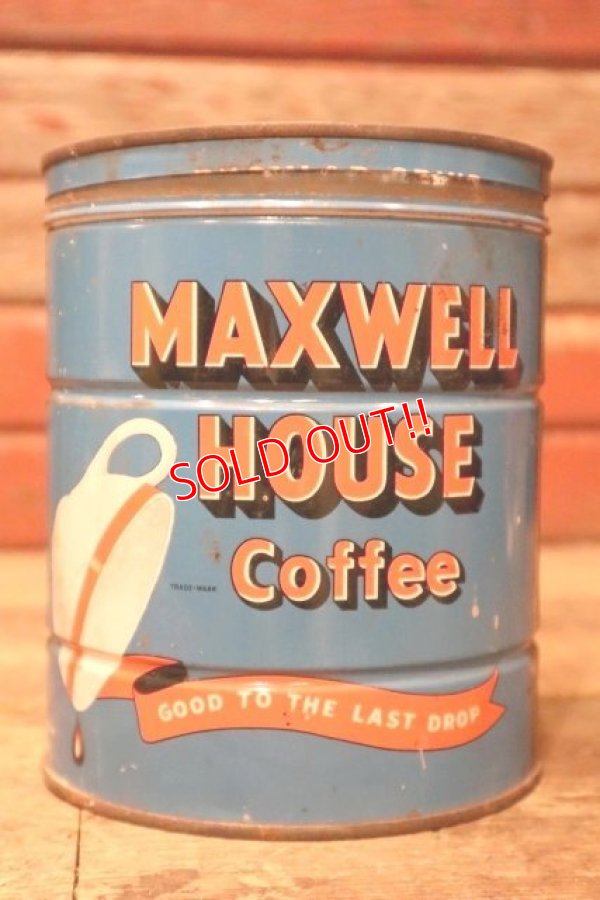 MAXWELL
HOUSE
SOLD OUT!!
Coffee
TRADE-MARK
GOOD TO THE LAST DROP